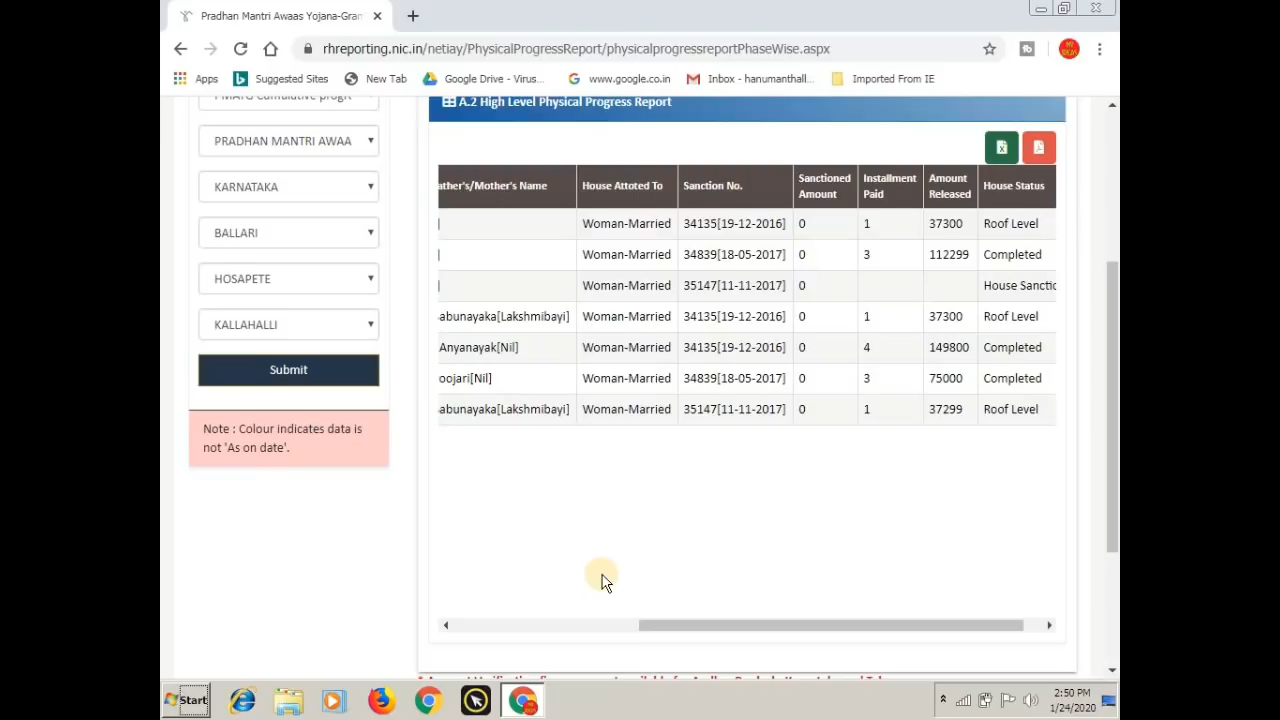 Pradhan Mantri Awaas Yojana-Gram
rhreporting.nic.in/netiay/PhysicalProgressReport/physicalprogressreportPhaseWise.aspx
Apps Suggested Sites New Tab Google Drive - Virus... www.google.co.in Inbox - hanumanthall... Imported From IE
A.2 High Level Physical Progress Report
PRADHAN MANTRI AWAA
KARNATAKA
BALLARI
HOSAPETE
KALLAHALLI
Submit
Note : Colour indicates data is
not 'As on date'.
ather's/Mother's Name House Attoted To Sanction No. Sanctioned Amount Installment Paid Amount Released House Status
] Woman-Married 34135[19-12-2016] 0 1 37300 Roof Level
] Woman-Married 34839[18-05-2017] 0 3 112299 Completed
] Woman-Married 35147[11-11-2017] 0 House Sanctio
abunayaka[Lakshmibayi] Woman-Married 34135[19-12-2016] 0 1 37300 Roof Level
Anyanayak[Nil] Woman-Married 34135[19-12-2016] 0 4 149800 Completed
oojari[Nil] Woman-Married 34839[18-05-2017] 0 3 75000 Completed
abunayaka[Lakshmibayi] Woman-Married 35147[11-11-2017] 0 1 37299 Roof Level
Start
2:50 PM
1/24/2020